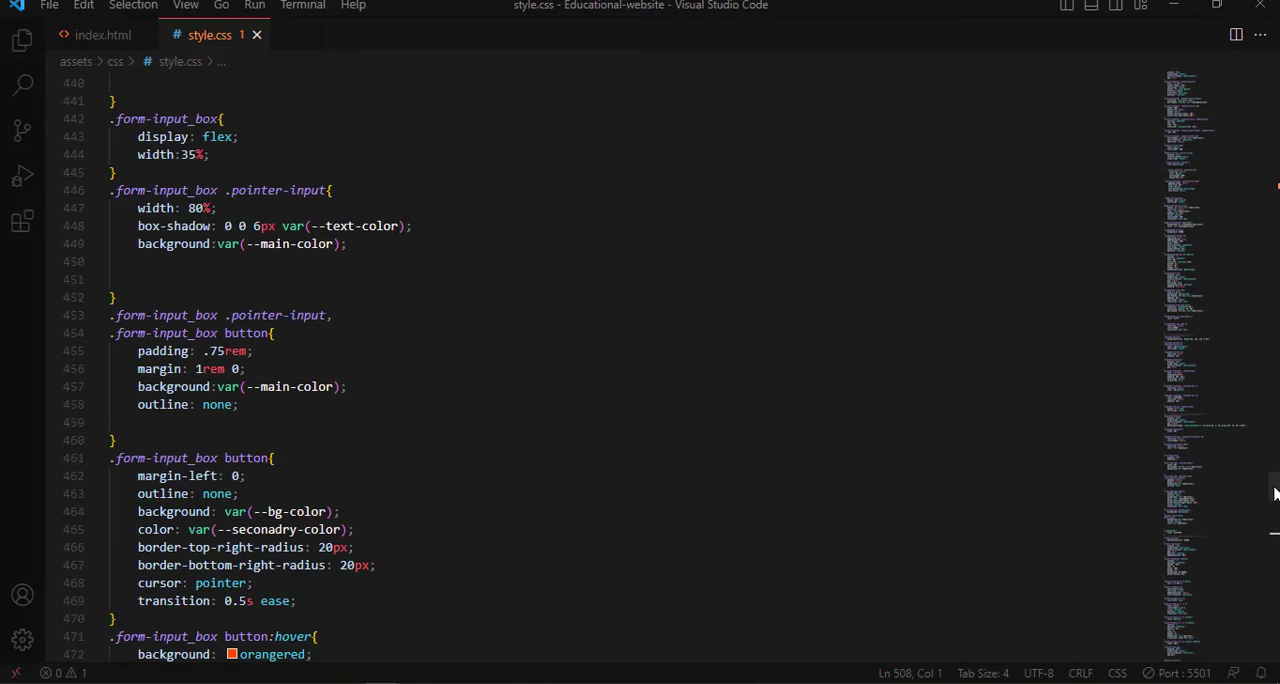 File Edit Selection View Go Run Terminal Help style.css - Educational-website - Visual Studio Code
<> index.html # style.css 1 ×
assets > css > # style.css > ...
440
441 }
442 .form-input_box{
443 display: flex;
444 width:35%;
445 }
446 .form-input_box .pointer-input{
447 width: 80%;
448 box-shadow: 0 0 6px var(--text-color);
449 background:var(--main-color);
450
451
452 }
453 .form-input_box .pointer-input,
454 .form-input_box button{
455 padding: .75rem;
456 margin: 1rem 0;
457 background:var(--main-color);
458 outline: none;
459
460 }
461 .form-input_box button{
462 margin-left: 0;
463 outline: none;
464 background: var(--bg-color);
465 color: var(--seconadry-color);
466 border-top-right-radius: 20px;
467 border-bottom-right-radius: 20px;
468 cursor: pointer;
469 transition: 0.5s ease;
470 }
471 .form-input_box button:hover{
472 background: orangered;
0 1 Ln 508, Col 1 Tab Size: 4 UTF-8 CRLF CSS Port : 5501